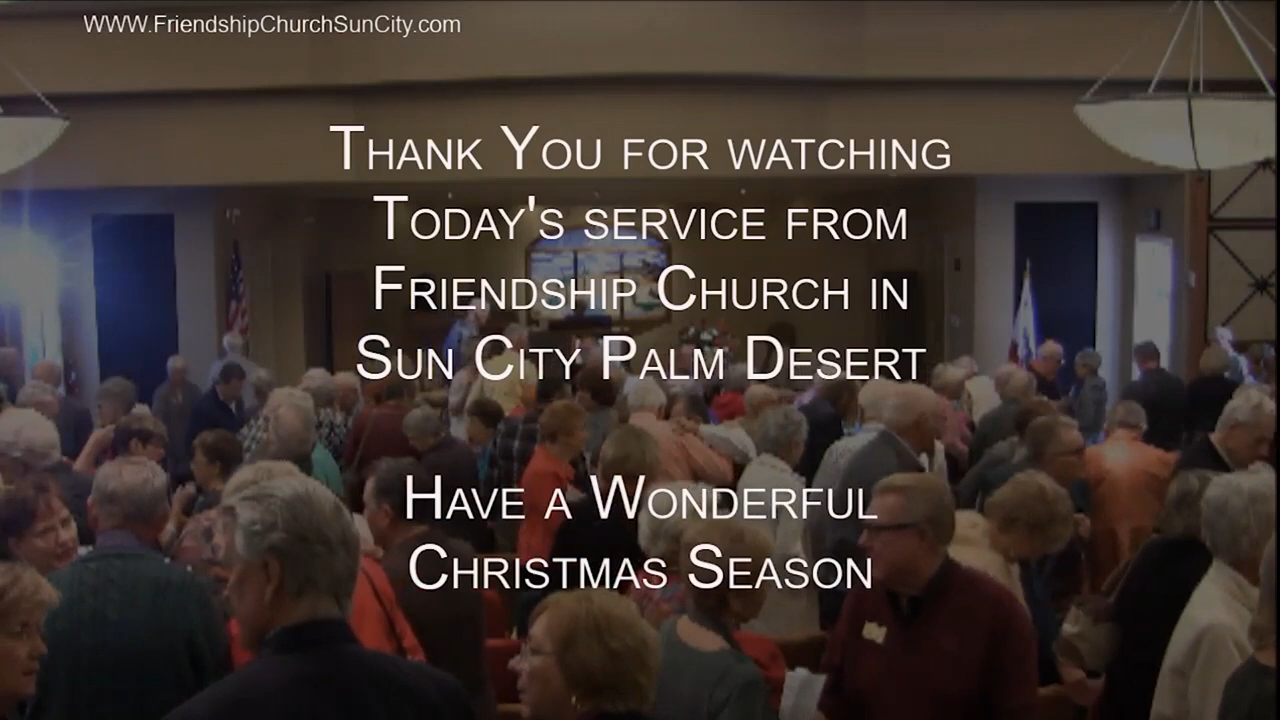 WWW.FriendshipChurchSunCity.com
Thank You for watching
Today's service from
Friendship Church in
Sun City Palm Desert
Have a Wonderful
Christmas Season